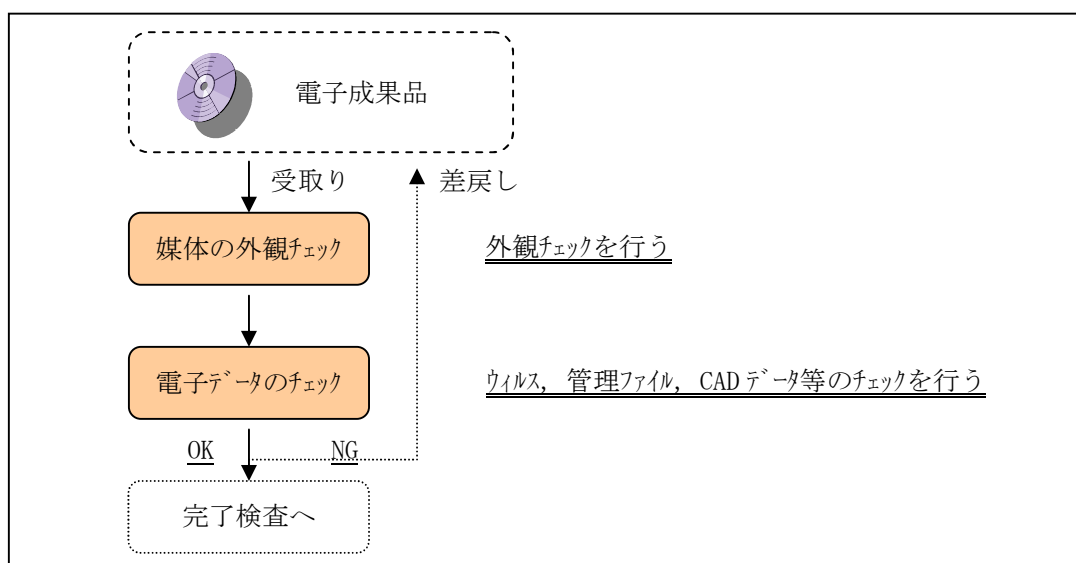 電子成果品
受取り
差戻し
媒体の外観ﾁｪｯｸ
外観ﾁｪｯｸを行う
電子ﾃﾞｰﾀのﾁｪｯｸ
ｳｨﾙｽ, 管理ﾌｧｲﾙ, CADﾃﾞｰﾀ等のﾁｪｯｸを行う
OK
NG
完了検査へ